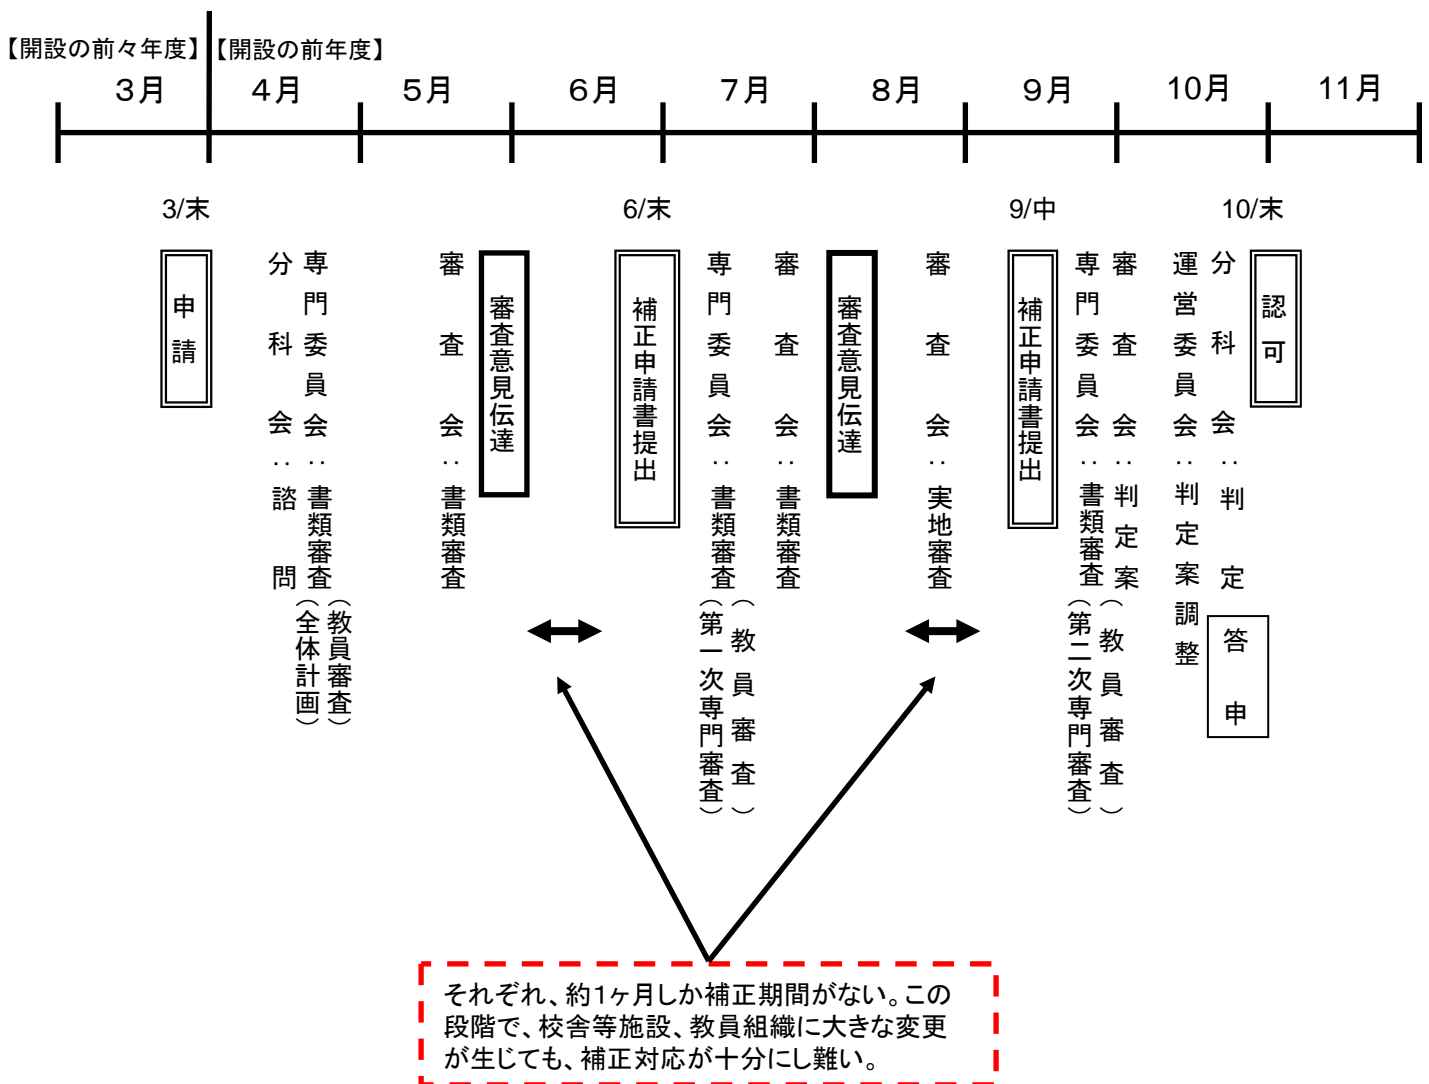 【開設の前々年度】
【開設の前年度】
3月
4月
5月
6月
7月
8月
9月
10月
11月
3/末
6/末
9/中
10/末
申請
分科会：諮問
専門委員会：書類審査
（全体計画）
（教員審査）
審査会：書類審査
審査意見伝達
補正申請書提出
専門委員会：書類審査
（第一次専門審査）
（教員審査）
審査会：書類審査
審査意見伝達
審査会：実地審査
補正申請書提出
専門委員会：書類審査
（第二次専門審査）
（教員審査）
審査会：判定案
運営委員会：判定案調整
分科会：判定
答申
認可
それぞれ、約1ヶ月しか補正期間がない。この
段階で、校舎等施設、教員組織に大きな変更
が生じても、補正対応が十分にし難い。